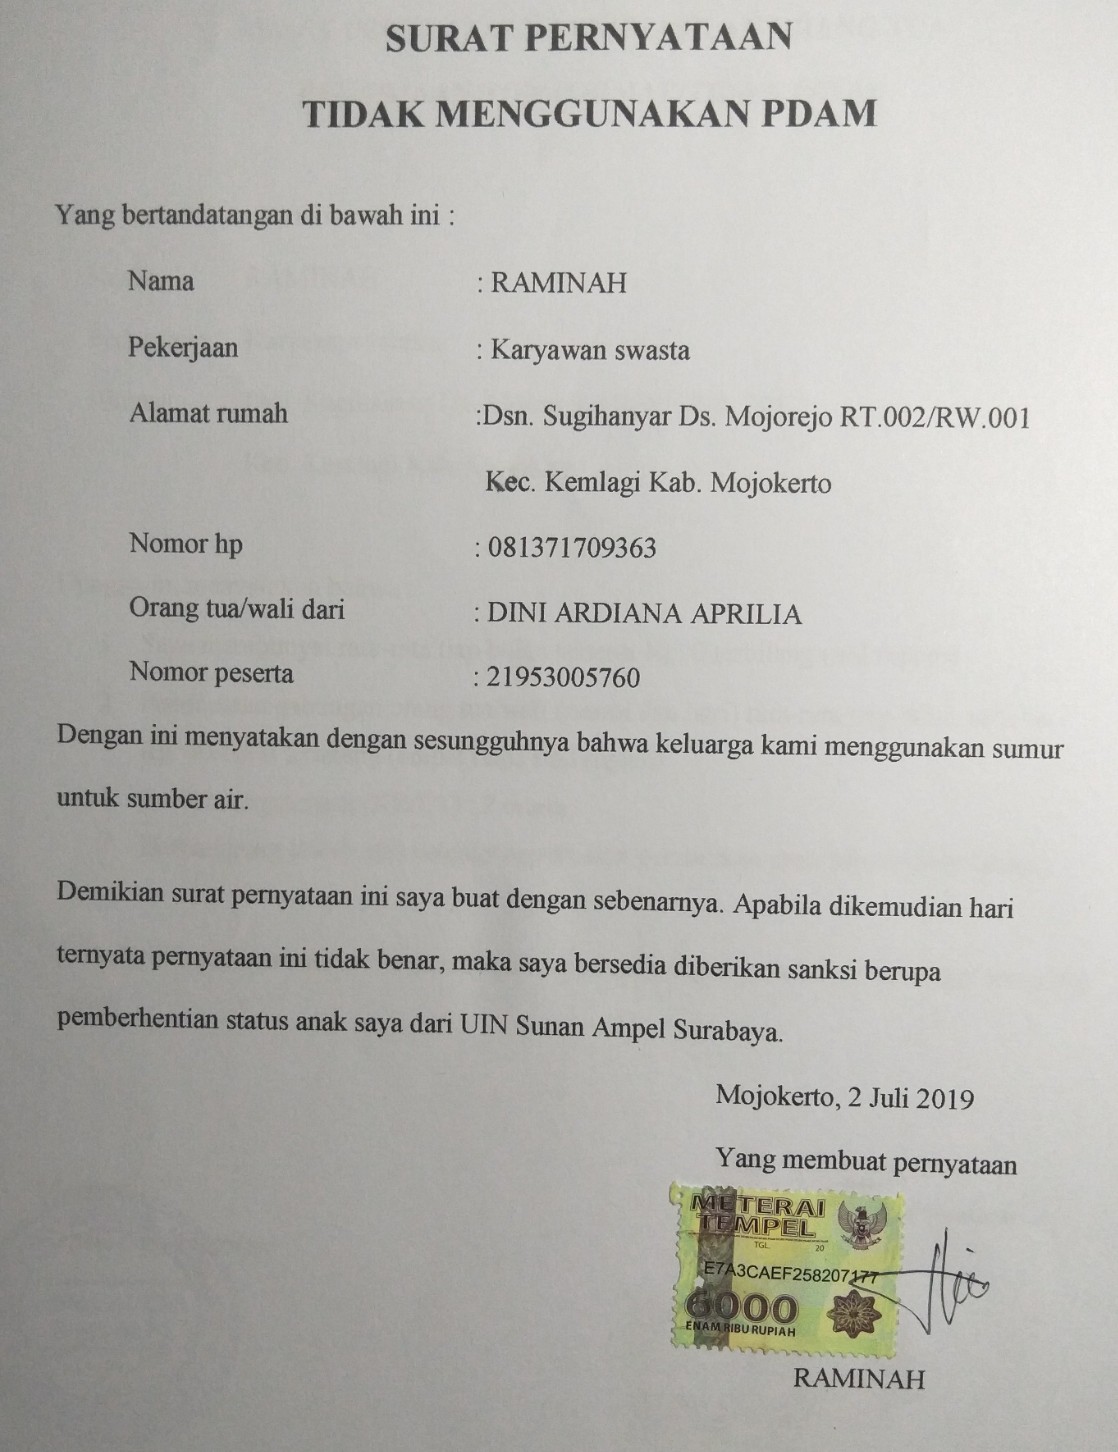 SURAT PERNYATAAN
TIDAK MENGGUNAKAN PDAM
Yang bertandatangan di bawah ini :
Nama : RAMINAH
Pekerjaan : Karyawan swasta
Alamat rumah :Dsn. Sugihanyar Ds. Mojorejo RT.002/RW.001
Kec. Kemlagi Kab. Mojokerto
Nomor hp : 081371709363
Orang tua/wali dari : DINI ARDIANA APRILIA
Nomor peserta : 21953005760
Dengan ini menyatakan dengan sesungguhnya bahwa keluarga kami menggunakan sumur
untuk sumber air.
Demikian surat pernyataan ini saya buat dengan sebenarnya. Apabila dikemudian hari
ternyata pernyataan ini tidak benar, maka saya bersedia diberikan sanksi berupa
pemberhentian status anak saya dari UIN Sunan Ampel Surabaya.
Mojokerto, 2 Juli 2019
Yang membuat pernyataan
METERAI
TEMPEL
TGL. 20
E7A3CAEF258207177
6000
ENAM RIBU RUPIAH
RAMINAH